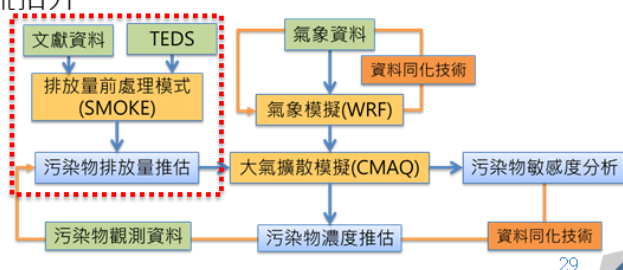 文獻資料
TEDS
氣象資料
資料同化技術
排放量前處理模式
(SMOKE)
氣象模擬(WRF)
污染物排放量推估
大氣擴散模擬(CMAQ)
污染物敏感度分析
污染物觀測資料
污染物濃度推估
資料同化技術
29